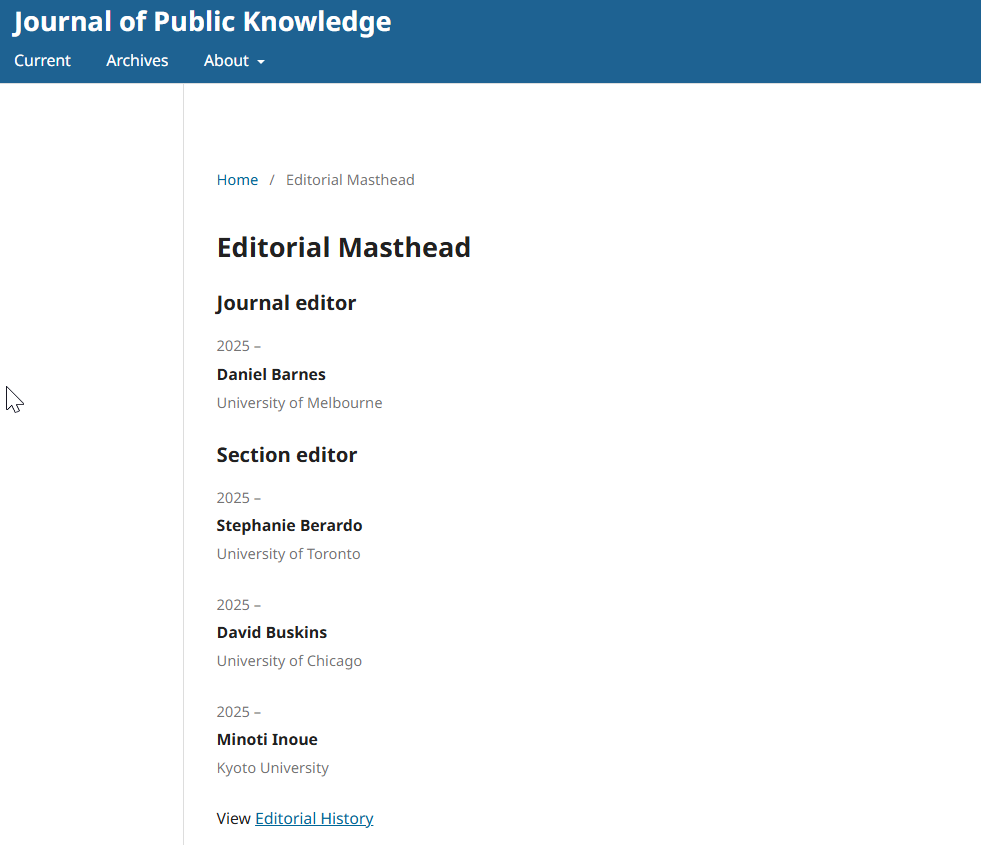 Journal of Public Knowledge
Current Archives About
Home / Editorial Masthead
Editorial Masthead
Journal editor
2025 –
Daniel Barnes
University of Melbourne
Section editor
2025 –
Stephanie Berardo
University of Toronto
2025 –
David Buskins
University of Chicago
2025 –
Minoti Inoue
Kyoto University
View Editorial History